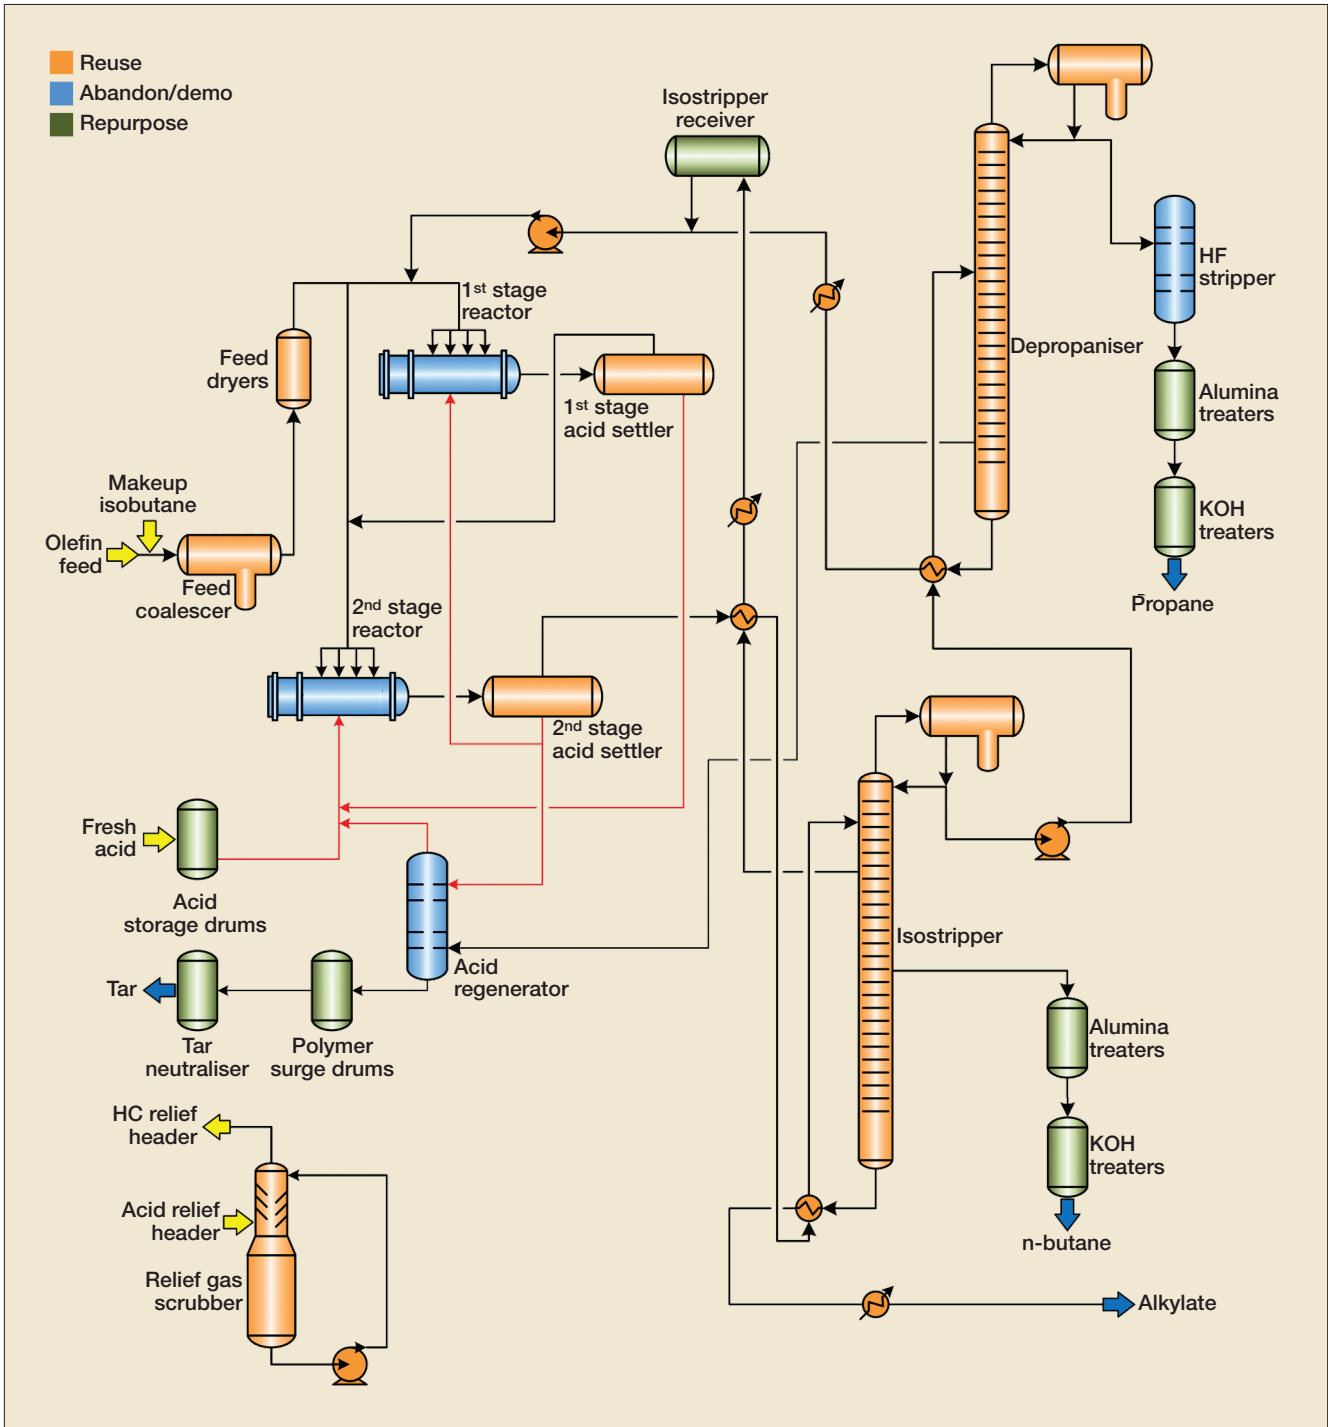 Reuse
Abandon/demo
Repurpose
Isostripper
receiver
1st stage
reactor
HF
stripper
Feed
dryers
Depropaniser
1st stage
acid settler
Alumina
treaters
Makeup
isobutane
Olefin
feed
KOH
treaters
Feed
coalescer
2nd stage
reactor
Propane
2nd stage
acid settler
Fresh
acid
Acid
storage drums
Isostripper
Acid
regenerator
Tar
Tar
neutraliser
Polymer
surge drums
Alumina
treaters
HC relief
header
KOH
treaters
Acid relief
header
n-butane
Relief gas
scrubber
Alkylate